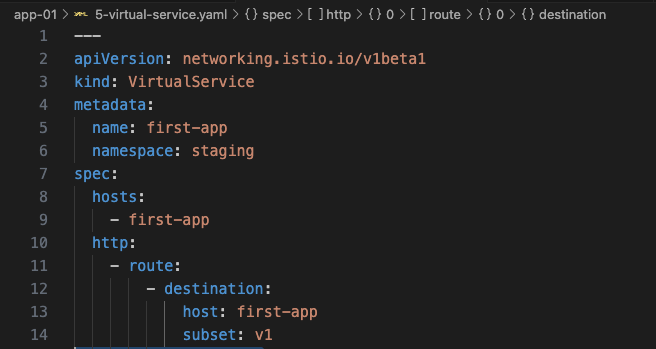 app-01 > YAML 5-virtual-service.yaml > {} spec > [ ] http > {} 0 > [ ] route > {} 0 > {} destination
1 ---
2 apiVersion: networking.istio.io/v1beta1
3 kind: VirtualService
4 metadata:
5   name: first-app
6   namespace: staging
7 spec:
8   hosts:
9     - first-app
10   http:
11     - route:
12         - destination:
13             host: first-app
14             subset: v1